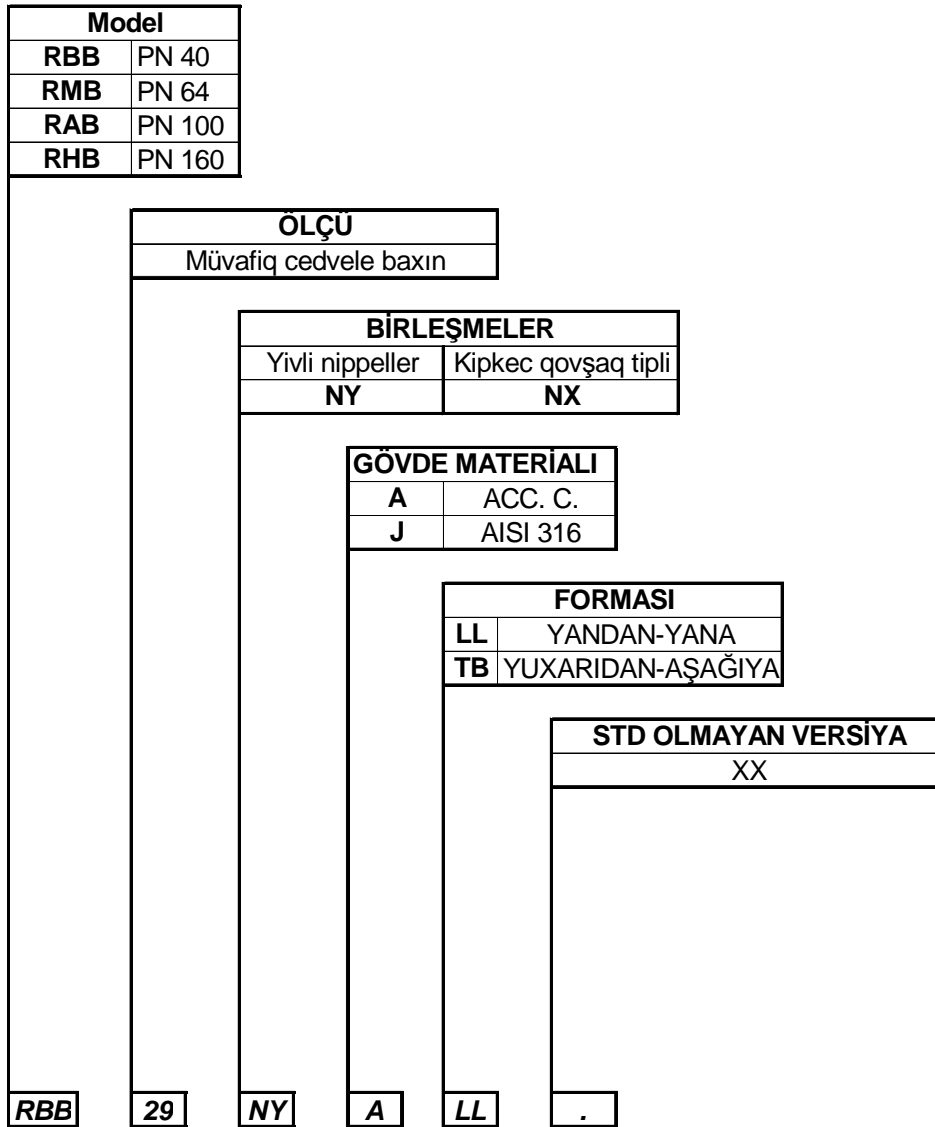 Model
RBB PN 40
RMB PN 64
RAB PN 100
RHB PN 160
ÖLÇÜ
Müvafiq cedvele baxın
BİRLEŞMELER
Yivli nippeller Kipkec qovşaq tipli
NY NX
GÖVDE MATERİALI
A ACC. C.
J AISI 316
FORMASI
LL YANDAN-YANA
TB YUXARIDAN-AŞAĞIYA
STD OLMAYAN VERSİYA
XX
RBB 29 NY A LL .